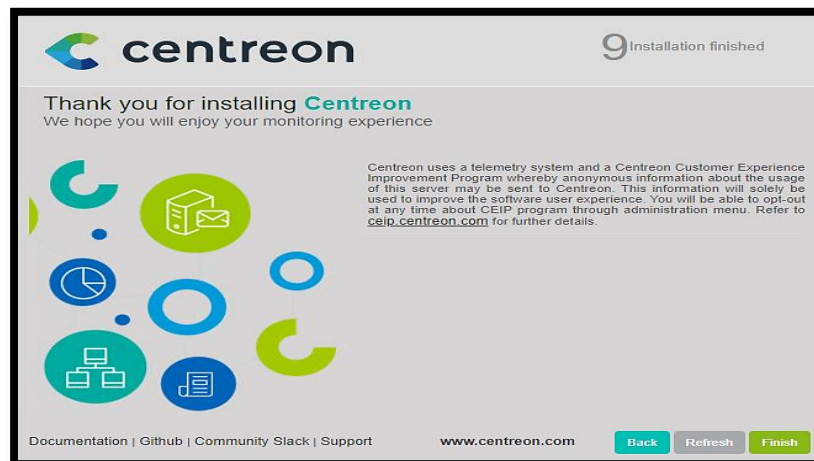 centreon
9 Installation finished
Thank you for installing Centreon
We hope you will enjoy your monitoring experience
Centreon uses a telemetry system and a Centreon Customer Experience
Improvement Program whereby anonymous information about the usage
of this server may be sent to Centreon. This information will solely be
used to improve the software user experience. You will be able to opt-out
at any time about CEIP program through administration menu. Refer to
ceip.centreon.com for further details.
Documentation | Github | Community Slack | Support
www.centreon.com
Back
Refresh
Finish